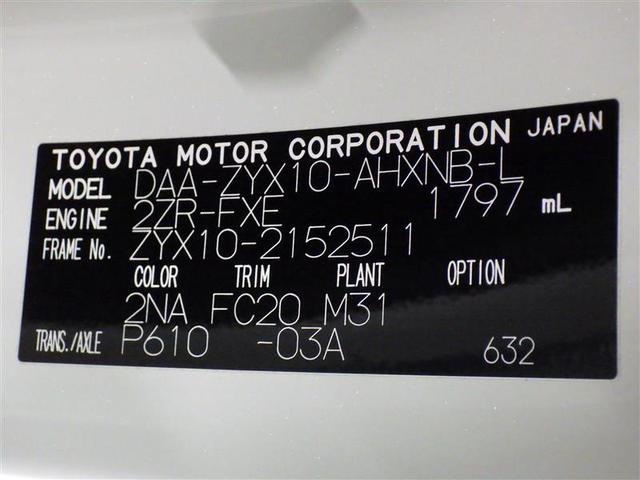 TOYOTA MOTOR CORPORATION JAPAN
MODEL DAA-ZYX10-AHXNB-L
ENGINE 2ZR-FXE 1797 mL
FRAME No. ZYX10-2152511
COLOR TRIM PLANT OPTION
2NA FC20 M31
TRANS./AXLE P610 -03A 632